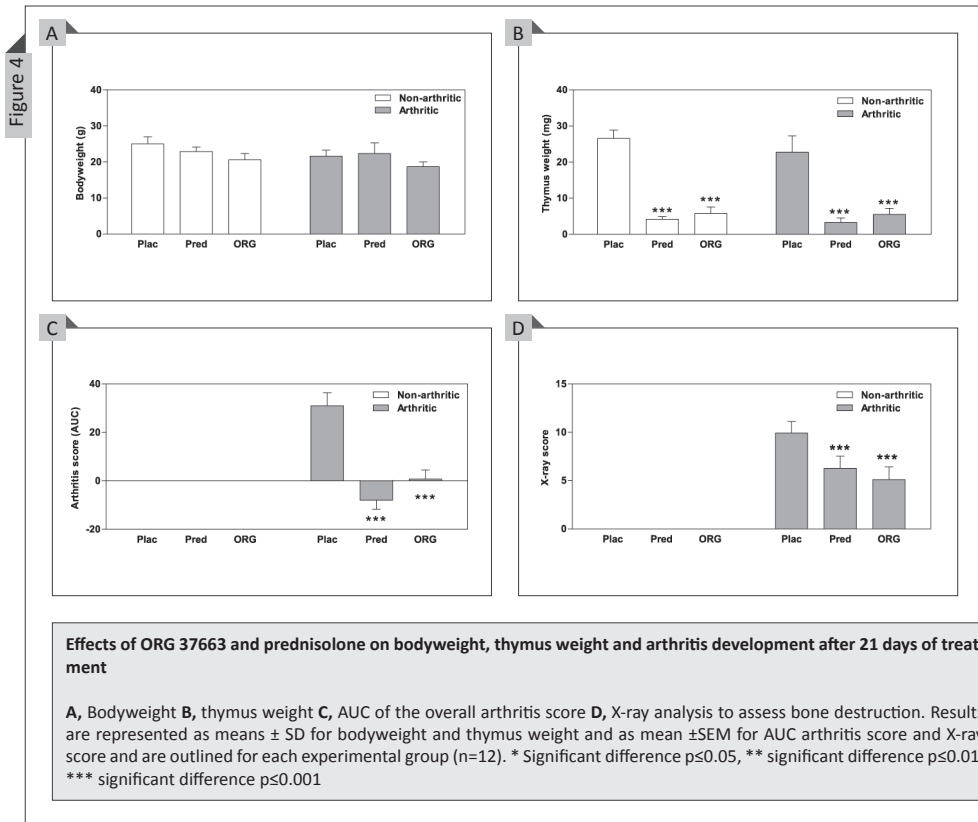 Figure 4
A
Bodyweight (g)
40
30
20
10
0
Non-arthritic
Arthritic
Plac Pred ORG Plac Pred ORG
B
Thymus weight (mg)
40
30
20
10
0
Non-arthritic
Arthritic
*** *** *** ***
Plac Pred ORG Plac Pred ORG
C
Arthritis score (AUC)
40
20
0
-20
Non-arthritic
Arthritic
*** ***
Plac Pred ORG Plac Pred ORG
D
X-ray score
15
10
5
0
Non-arthritic
Arthritic
*** ***
Plac Pred ORG Plac Pred ORG
Effects of ORG 37663 and prednisolone on bodyweight, thymus weight and arthritis development after 21 days of treat
ment
A, Bodyweight B, thymus weight C, AUC of the overall arthritis score D, X-ray analysis to assess bone destruction. Result
are represented as means ± SD for bodyweight and thymus weight and as mean ±SEM for AUC arthritis score and X-ray
score and are outlined for each experimental group (n=12). * Significant difference p≤0.05, ** significant difference p≤0.01
*** significant difference p≤0.001